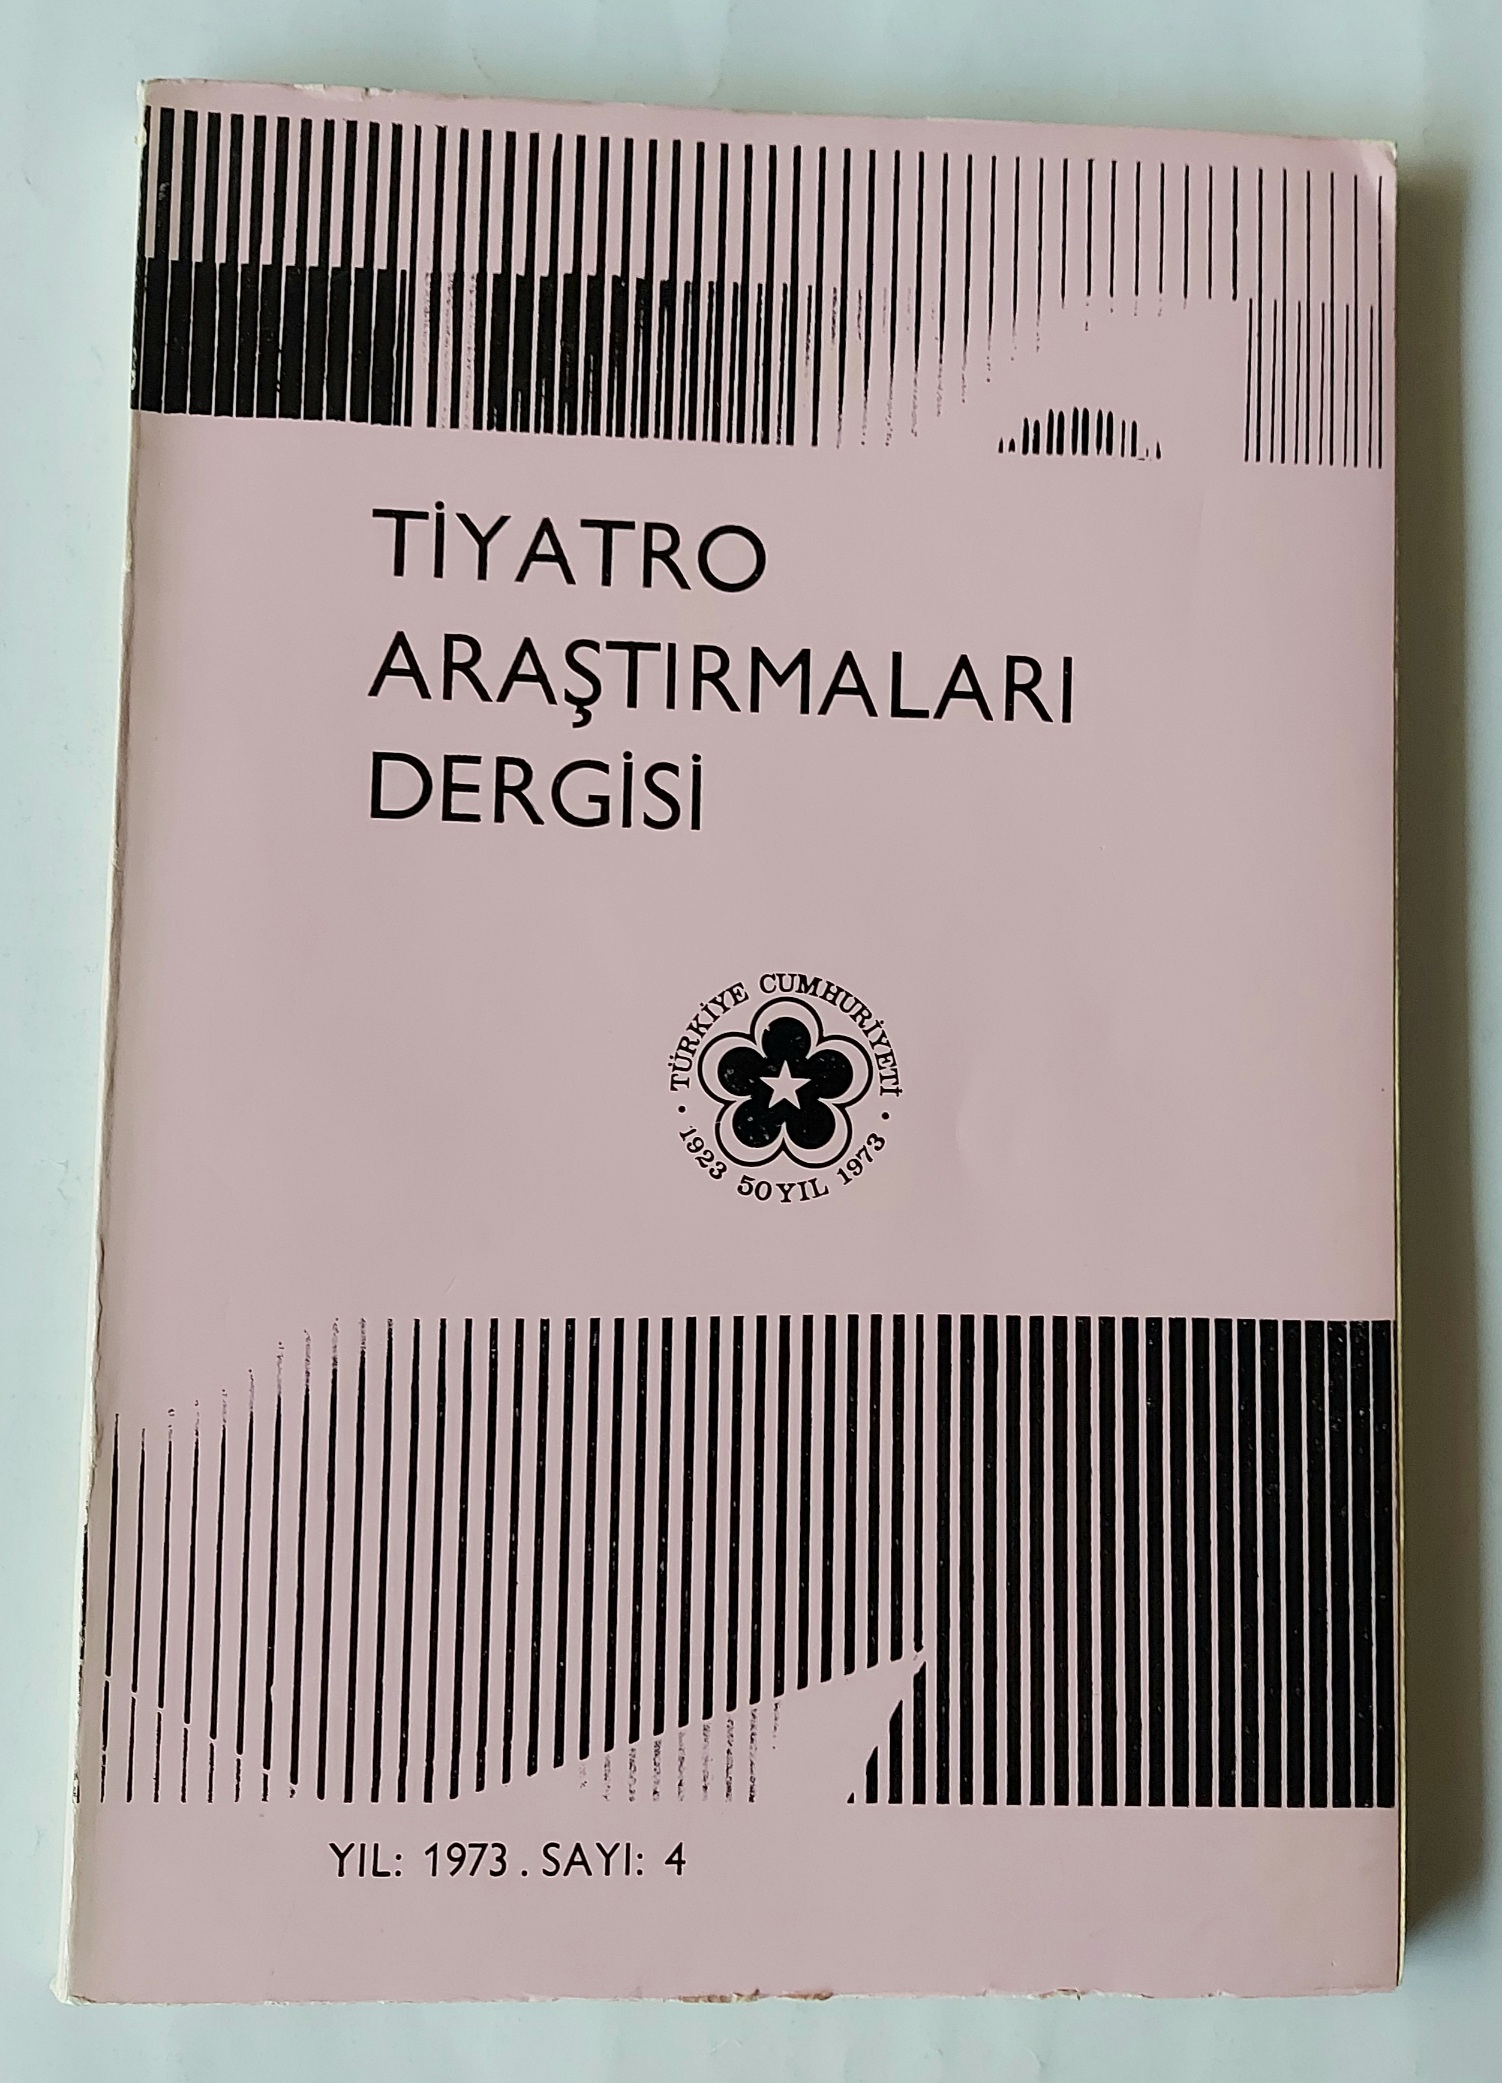 TİYATRO
ARAŞTIRMALARI
DERGİSİ
· TÜRKİYE CUMHURİYETİ ·
1923 50 YIL 1973
YIL: 1973 . SAYI: 4